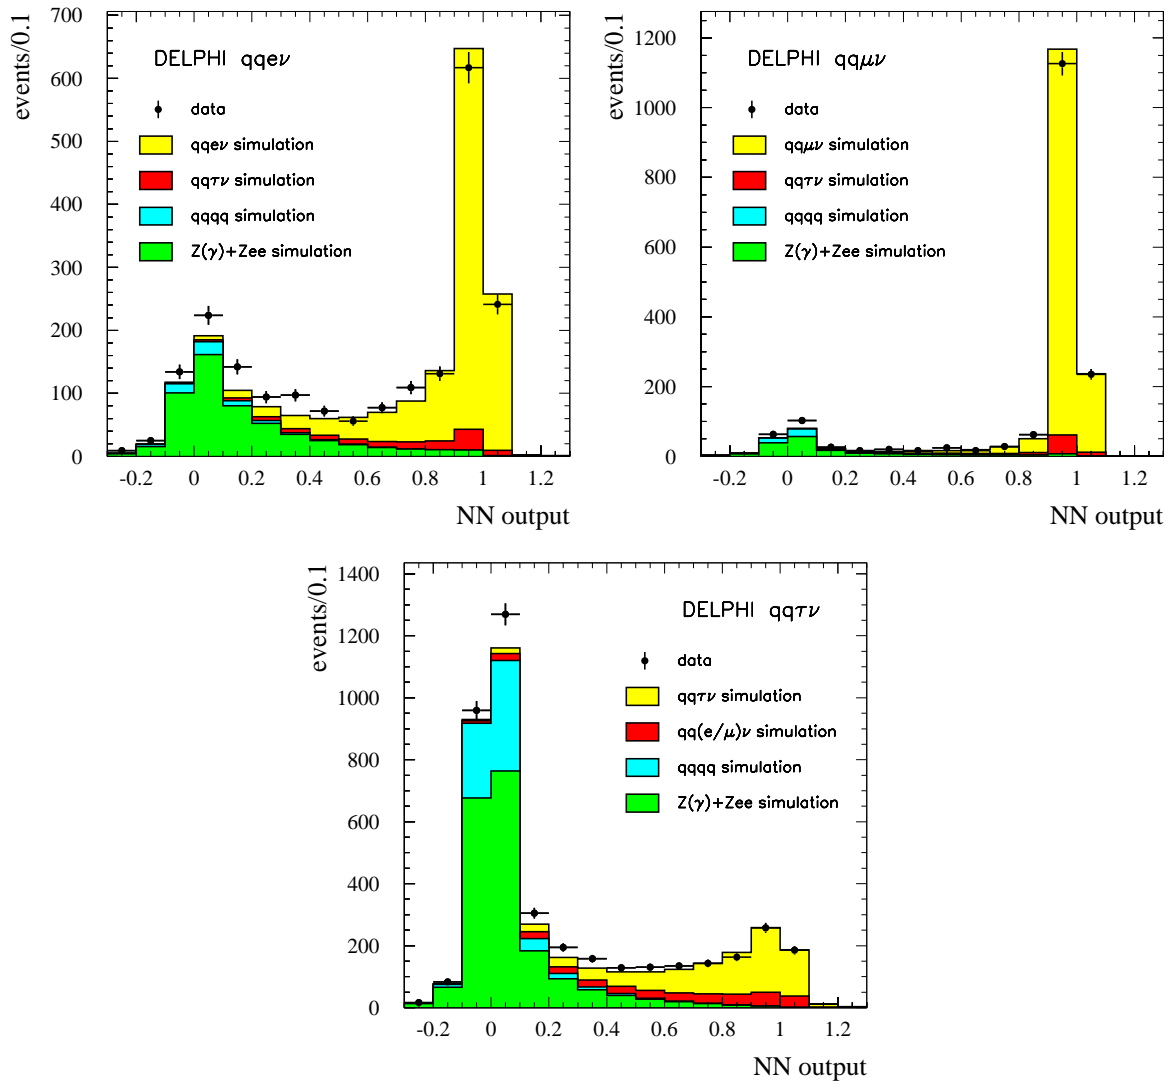 events/0.1
700
600
500
400
300
200
100
0
DELPHI qqeν
data
qqeν simulation
qqτν simulation
qqqq simulation
Z(γ)+Zee simulation
-0.2 0 0.2 0.4 0.6 0.8 1 1.2
NN output
events/0.1
1200
1000
800
600
400
200
0
DELPHI qqμν
data
qqμν simulation
qqτν simulation
qqqq simulation
Z(γ)+Zee simulation
-0.2 0 0.2 0.4 0.6 0.8 1 1.2
NN output
events/0.1
1400
1200
1000
800
600
400
200
0
DELPHI qqτν
data
qqτν simulation
qq(e/μ)ν simulation
qqqq simulation
Z(γ)+Zee simulation
-0.2 0 0.2 0.4 0.6 0.8 1 1.2
NN output